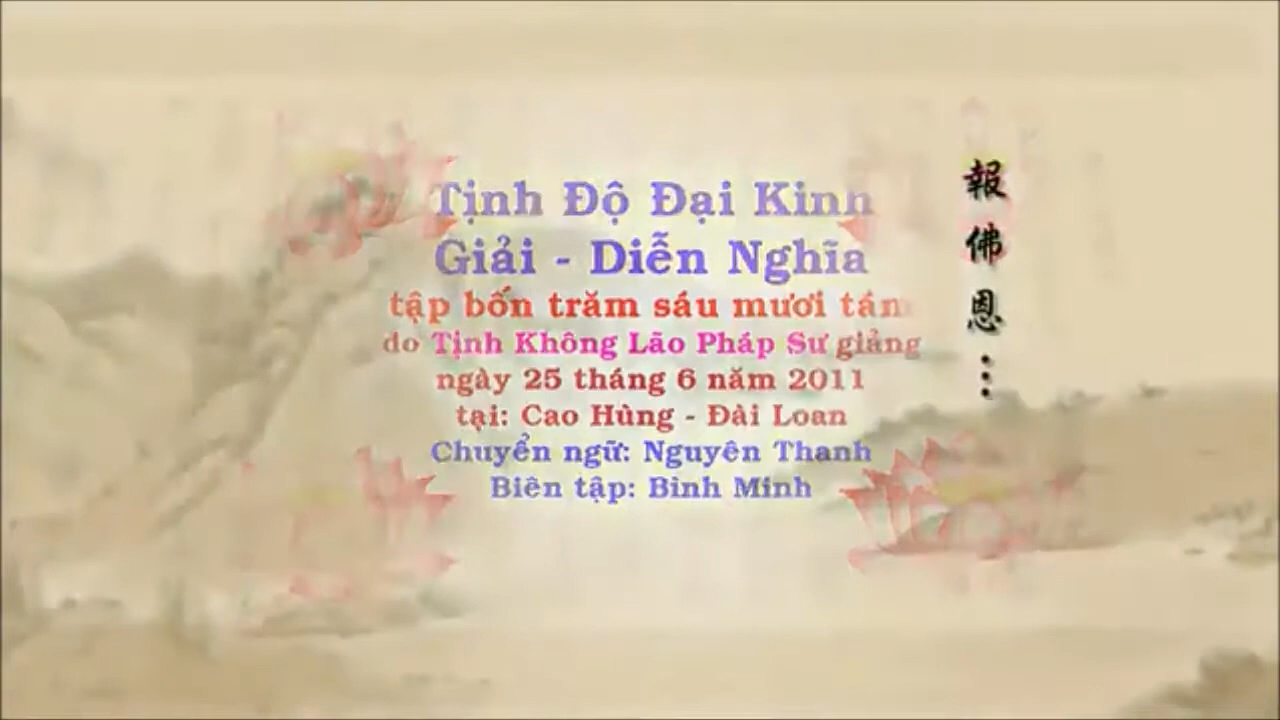 Tịnh Độ Đại Kinh
Giải - Diễn Nghĩa
tập bốn trăm sáu mươi tám
do Tịnh Không Lão Pháp Sư giảng
ngày 25 tháng 6 năm 2011
tại: Cao Hùng - Đài Loan
Chuyển ngữ: Nguyên Thanh
Biên tập: Bình Minh
報佛恩…